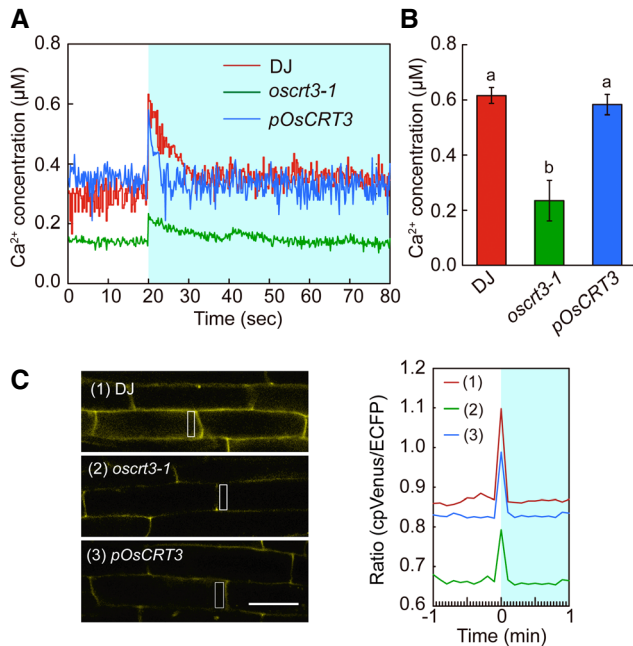 A
Ca²⁺ concentration (µM)
0.8
0.6
0.4
0.2
0.0
DJ
oscrt3-1
pOsCRT3
0 10 20 30 40 50 60 70 80
Time (sec)
B
Ca²⁺ concentration (µM)
0.8
0.6
0.4
0.2
0.0
a
b
a
DJ
oscrt3-1
pOsCRT3
C
(1) DJ
(2) oscrt3-1
(3) pOsCRT3
Ratio (cpVenus/ECFP)
1.2
1.1
1.0
0.9
0.8
0.7
0.6
(1)
(2)
(3)
-1 0 1
Time (min)